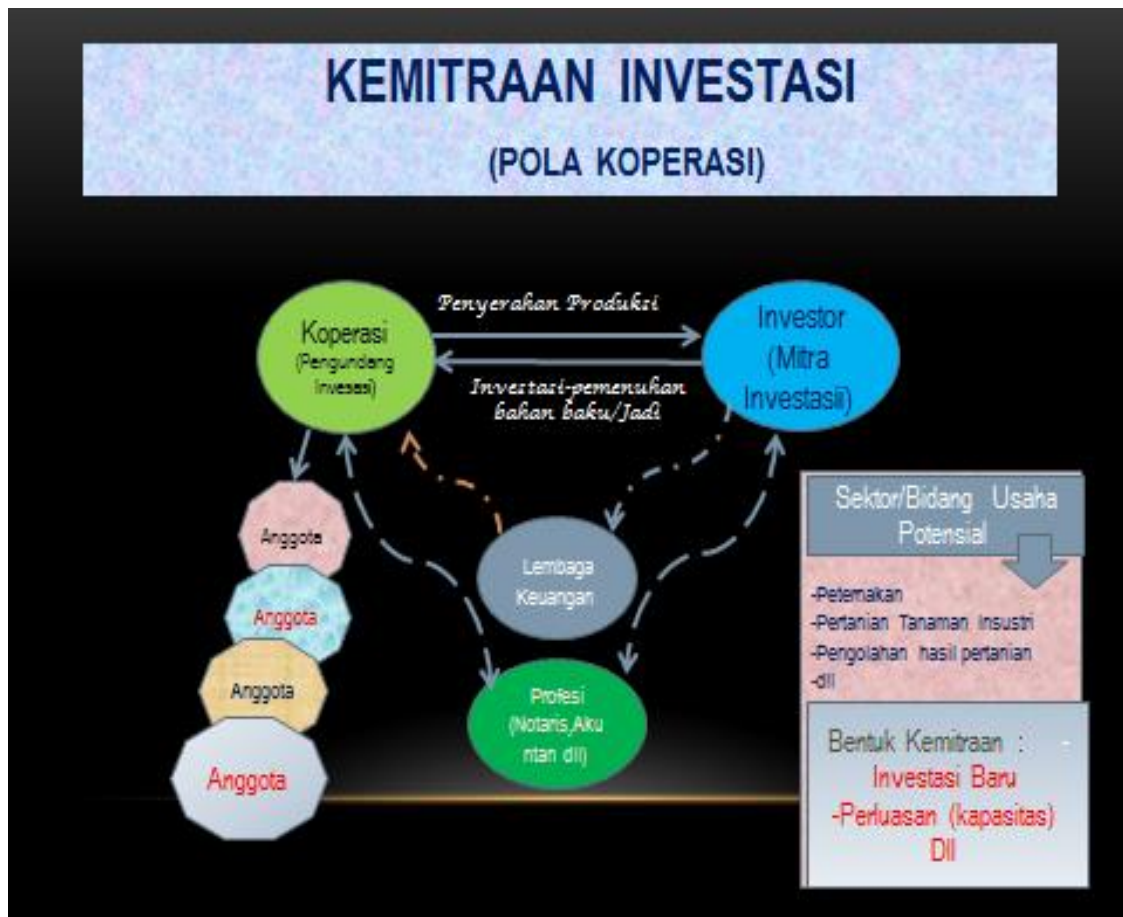 KEMITRAAN INVESTASI
(POLA KOPERASI)
Koperasi
(Pengundang
Invesasi)
Penyerahan Produksi
Investasi-pemenuhan
bahan baku/Jadi
Investor
(Mitra
Investasii)
Anggota
Anggota
Anggota
Anggota
Lembaga
Keuangan
Profesi
(Notaris,Aku
ntan dll)
Sektor/Bidang Usaha
Potensial
-Peternakan
-Pertanian Tanaman Insustri
-Pengolahan hasil pertanian
-dll
Bentuk Kemitraan : -
Investasi Baru
-Perluasan (kapasitas)
Dll